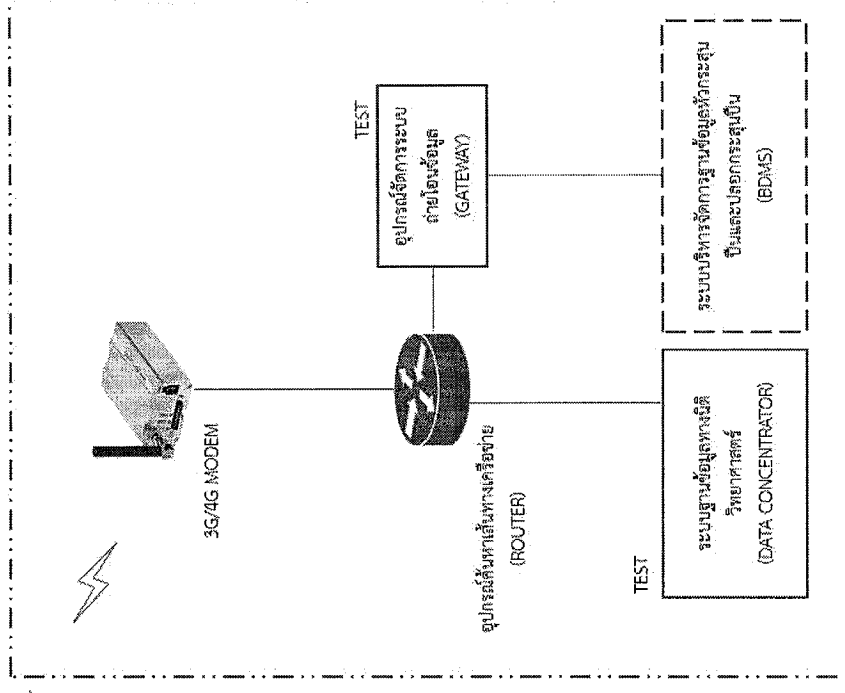 3G/4G MODEM
อุปกรณ์ค้นหาเส้นทางเครือข่าย
(ROUTER)
TEST
อุปกรณ์จัดการระบบ
ถ่ายโอนข้อมูล
(GATEWAY)
TEST
ระบบฐานข้อมูลทางนิติ
วิทยาศาสตร์
(DATA CONCENTRATOR)
ระบบบริหารจัดการฐานข้อมูลหัวกระสุน
ปืนและปลอกกระสุนปืน
(BDMS)